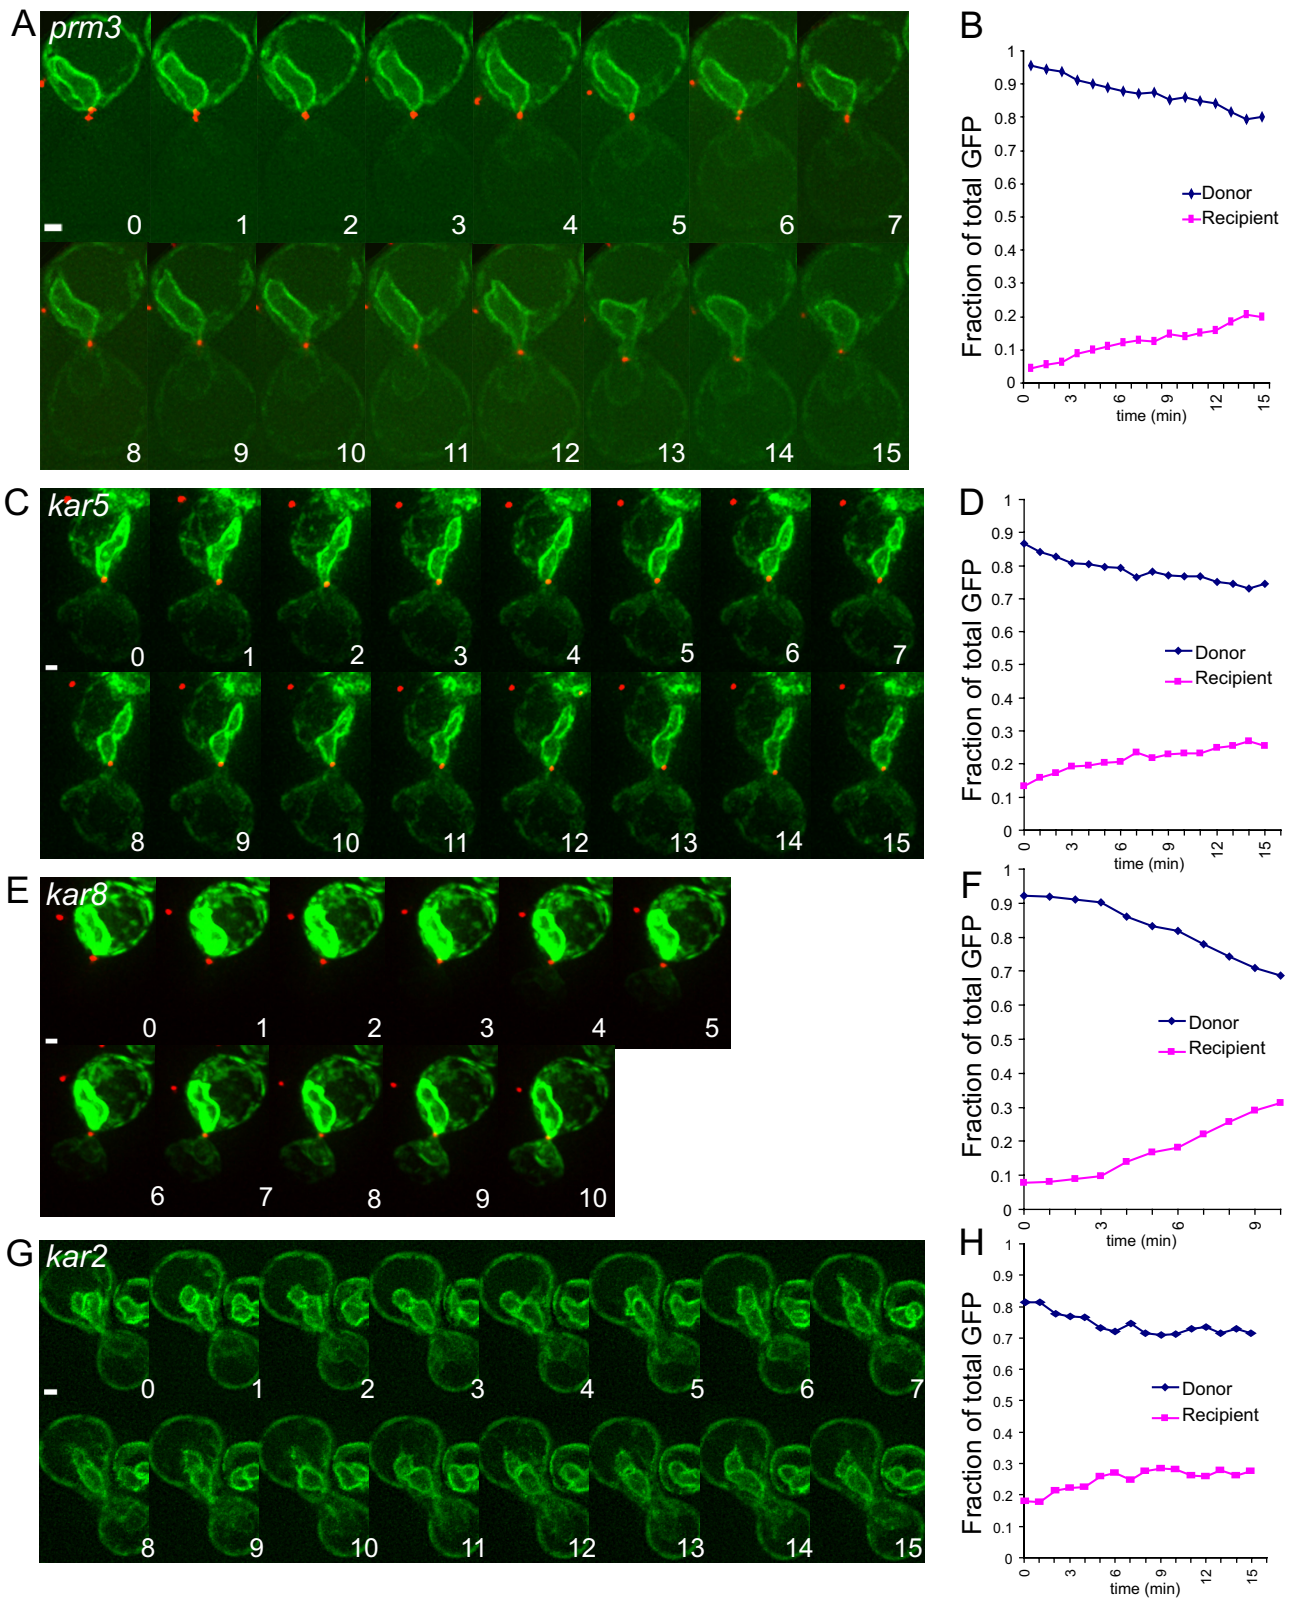 A
prm3
0 1 2 3 4 5 6 7
8 9 10 11 12 13 14 15
B
Fraction of total GFP
1
0.9
0.8
0.7
0.6
0.5
0.4
0.3
0.2
0.1
0
Donor
Recipient
0 3 6 9 12 15
time (min)
C
kar5
0 1 2 3 4 5 6 7
8 9 10 11 12 13 14 15
D
Fraction of total GFP
1
0.9
0.8
0.7
0.6
0.5
0.4
0.3
0.2
0.1
0
Donor
Recipient
0 3 6 9 12 15
time (min)
E
kar8
0 1 2 3 4 5
6 7 8 9 10
F
Fraction of total GFP
1
0.9
0.8
0.7
0.6
0.5
0.4
0.3
0.2
0.1
0
Donor
Recipient
0 3 6 9
time (min)
G
kar2
0 1 2 3 4 5 6 7
8 9 10 11 12 13 14 15
H
Fraction of total GFP
1
0.9
0.8
0.7
0.6
0.5
0.4
0.3
0.2
0.1
0
Donor
Recipient
0 3 6 9 12 15
time (min)